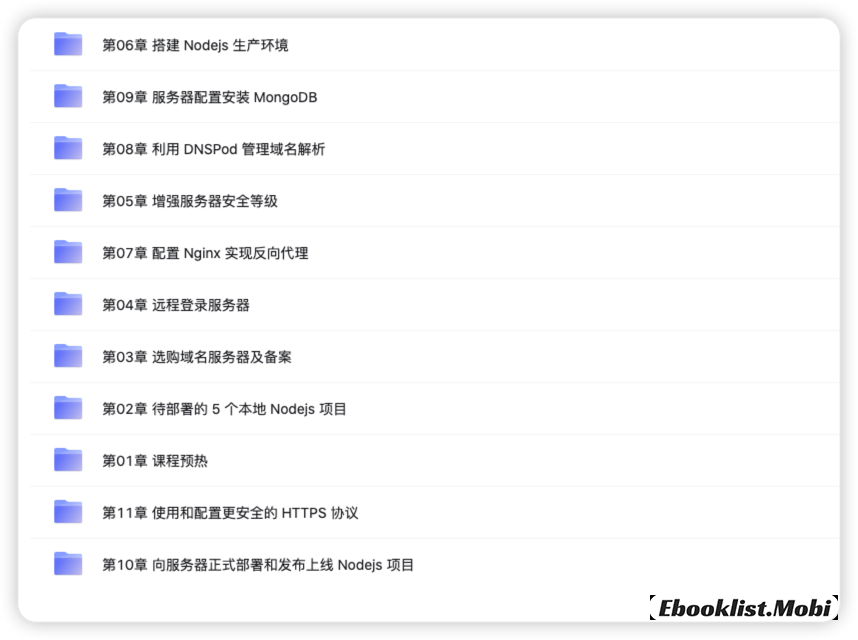 第06章 搭建 Nodejs 生产环境
第09章 服务器配置安装 MongoDB
第08章 利用 DNSPod 管理域名解析
第05章 增强服务器安全等级
第07章 配置 Nginx 实现反向代理
第04章 远程登录服务器
第03章 选购域名服务器及备案
第02章 待部署的 5 个本地 Nodejs 项目
第01章 课程预热
第11章 使用和配置更安全的 HTTPS 协议
第10章 向服务器正式部署和发布上线 Nodejs 项目
【Ebooklist.Mobi】